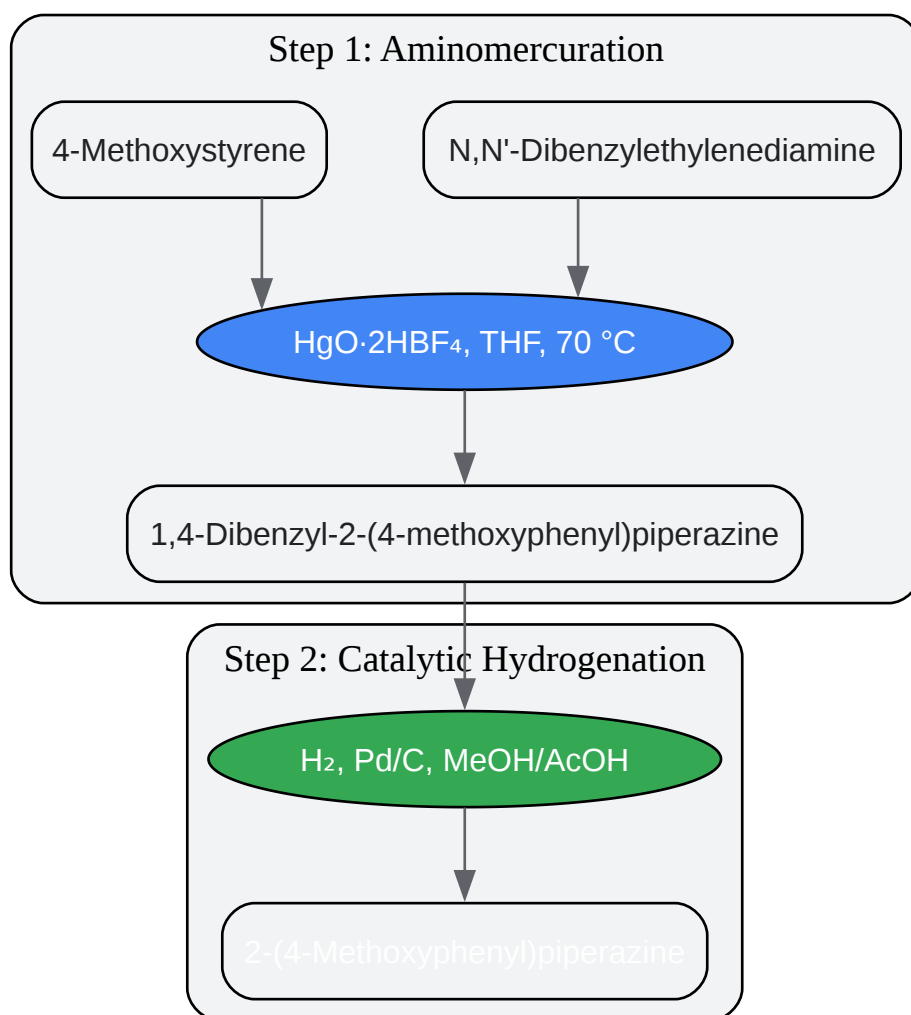 Step 1: Aminomercuration
4-Methoxystyrene
N,N'-Dibenzylethylenediamine
HgO·2HBF₄, THF, 70 °C
1,4-Dibenzyl-2-(4-methoxyphenyl)piperazine
Step 2: Catalytic Hydrogenation
H₂, Pd/C, MeOH/AcOH
2-(4-Methoxyphenyl)piperazine